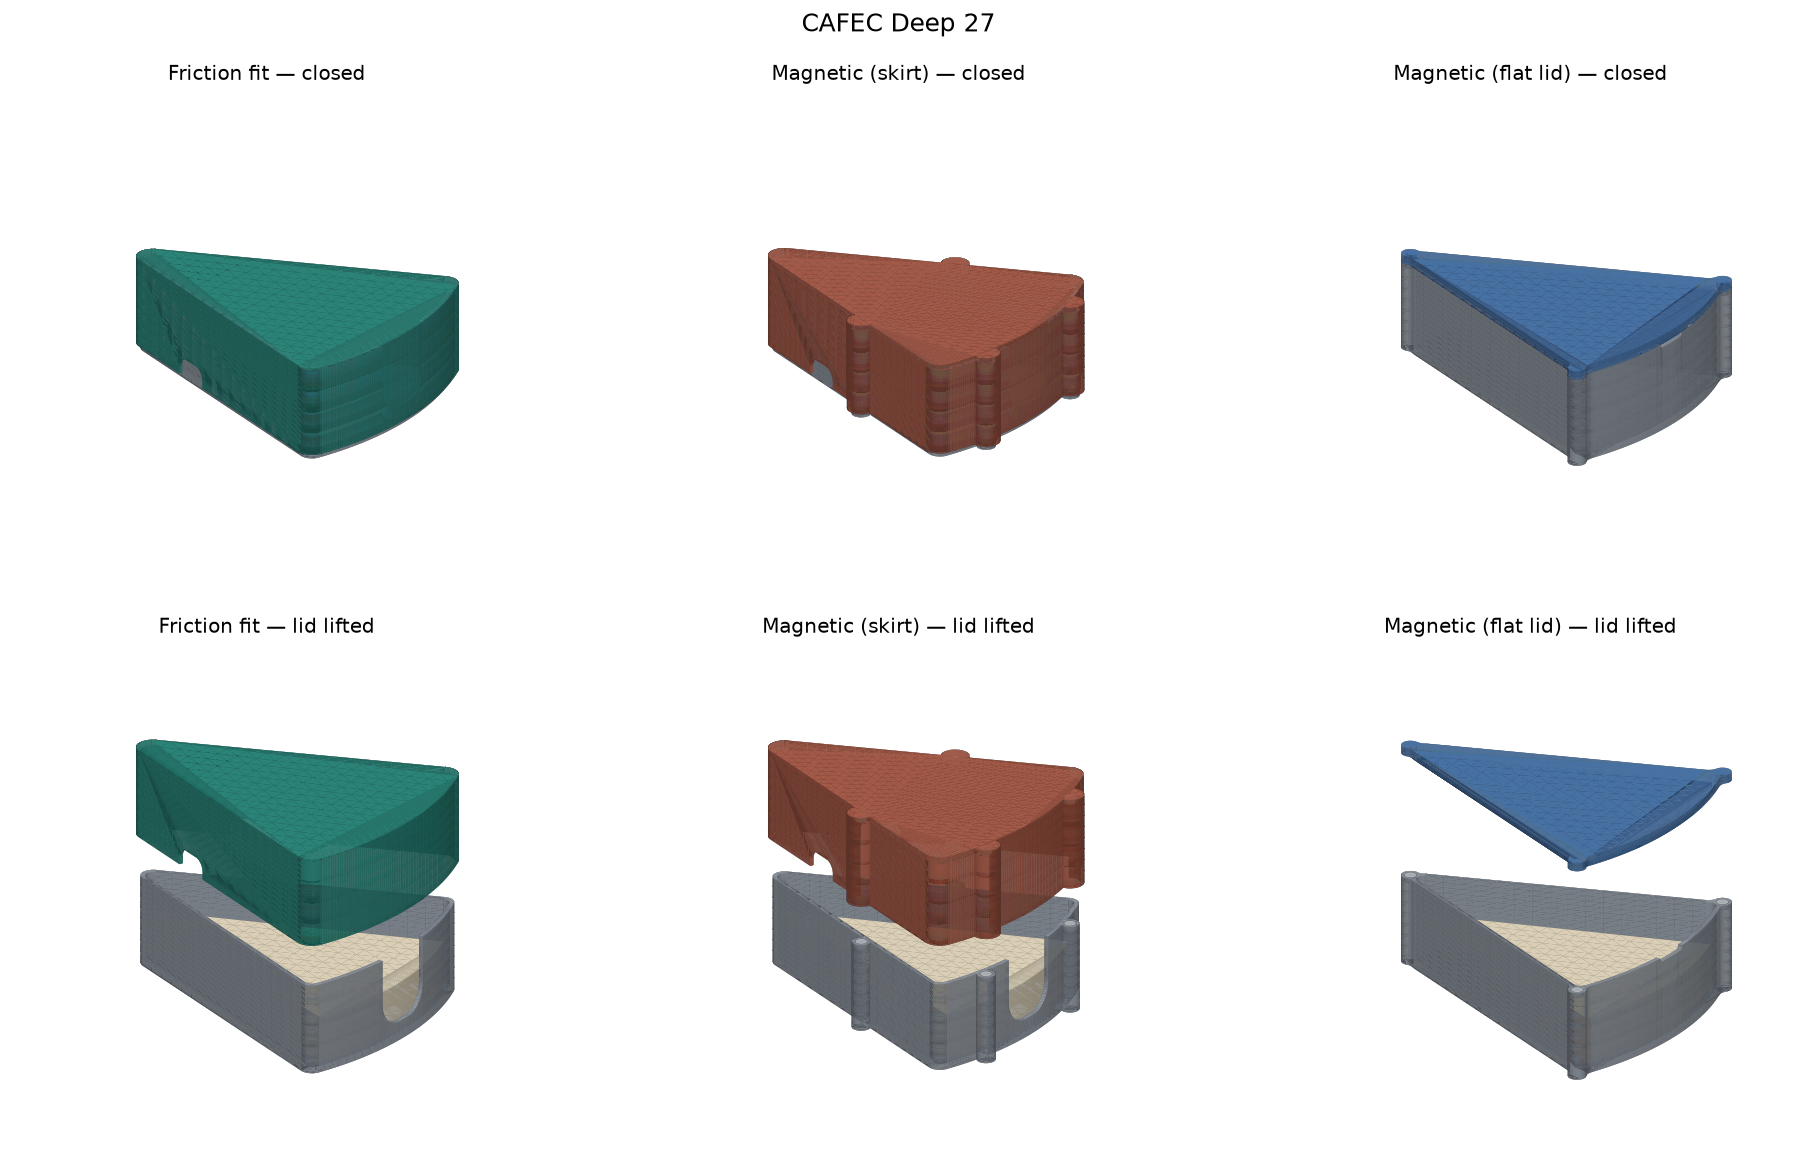 CAFEC Deep 27
Friction fit — closed
Magnetic (skirt) — closed
Magnetic (flat lid) — closed
Friction fit — lid lifted
Magnetic (skirt) — lid lifted
Magnetic (flat lid) — lid lifted